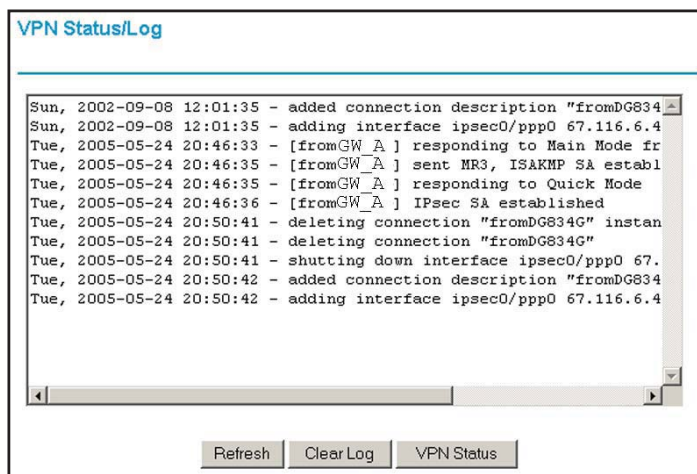 VPN Status/Log
Sun, 2002-09-08 12:01:35 - added connection description "fromDG834
Sun, 2002-09-08 12:01:35 - adding interface ipsec0/ppp0 67.116.6.4
Tue, 2005-05-24 20:46:33 - [fromGW_A ] responding to Main Mode fr
Tue, 2005-05-24 20:46:35 - [fromGW_A ] sent MR3, ISAKMP SA establ
Tue, 2005-05-24 20:46:35 - [fromGW_A ] responding to Quick Mode
Tue, 2005-05-24 20:46:36 - [fromGW_A ] IPsec SA established
Tue, 2005-05-24 20:50:41 - deleting connection "fromDG834G" instan
Tue, 2005-05-24 20:50:41 - deleting connection "fromDG834G"
Tue, 2005-05-24 20:50:41 - shutting down interface ipsec0/ppp0 67.
Tue, 2005-05-24 20:50:42 - added connection description "fromDG834
Tue, 2005-05-24 20:50:42 - adding interface ipsec0/ppp0 67.116.6.4
Refresh Clear Log VPN Status